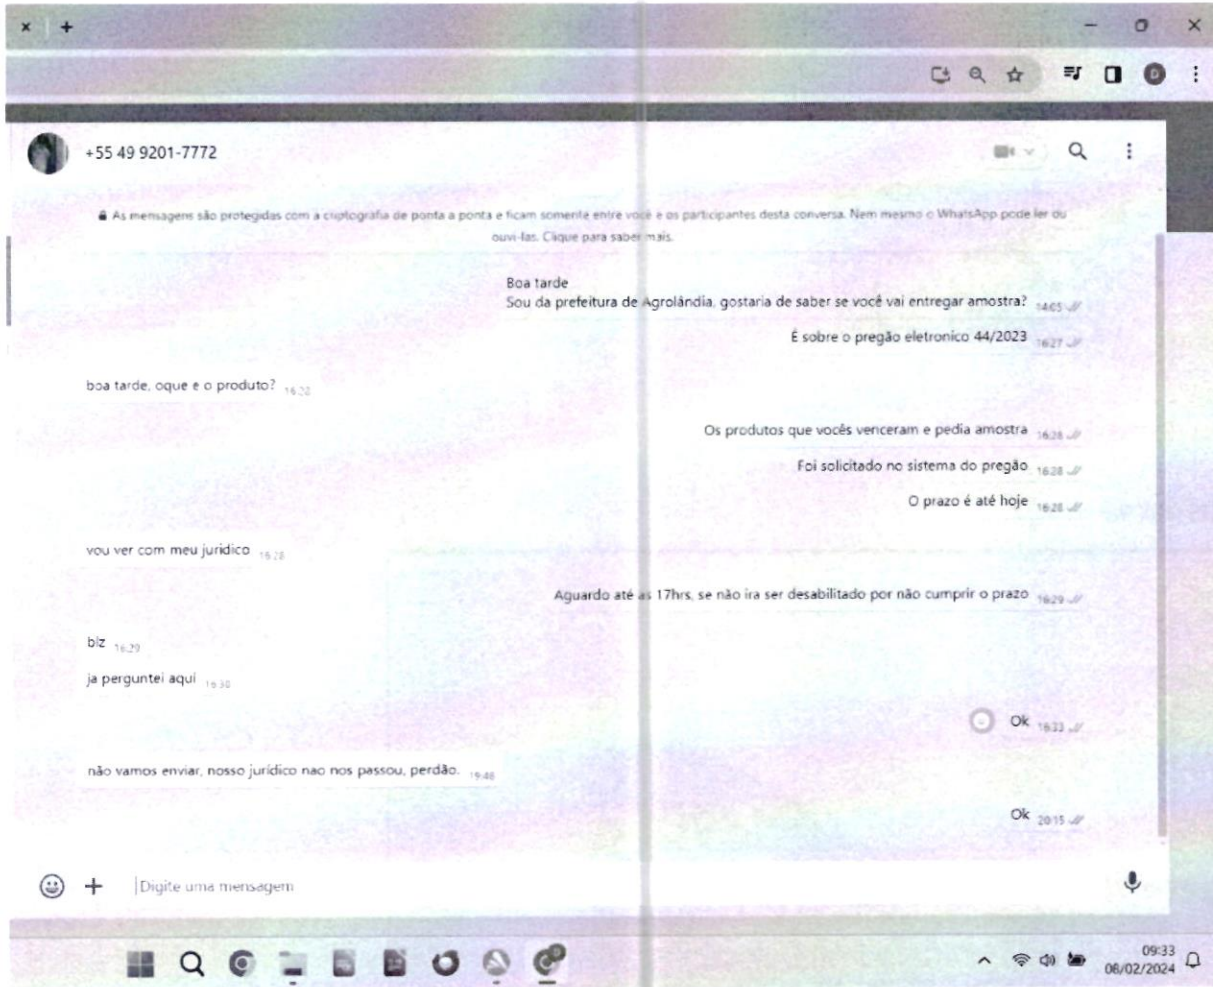 +55 49 9201-7772
As mensagens são protegidas com a criptografia de ponta a ponta e ficam somente entre você e os participantes desta conversa. Nem mesmo o WhatsApp pode ler ou
ouvi-las. Clique para saber mais.
Boa tarde
Sou da prefeitura de Agrolândia, gostaria de saber se você vai entregar amostra? 14:05
É sobre o pregão eletronico 44/2023 16:27
boa tarde, oque e o produto?
Os produtos que vocês venceram e pedia amostra 16:28
Foi solicitado no sistema do pregão 16:28
O prazo é até hoje 16:28
vou ver com meu juridico 16:28
Aguardo até as 17hrs, se não ira ser desabilitado por não cumprir o prazo 16:29
blz 16:29
ja perguntei aqui 16:30
Ok 16:33
não vamos enviar, nosso jurídico nao nos passou, perdão. 19:48
Ok 20:15
Digite uma mensagem
09:33
08/02/2024